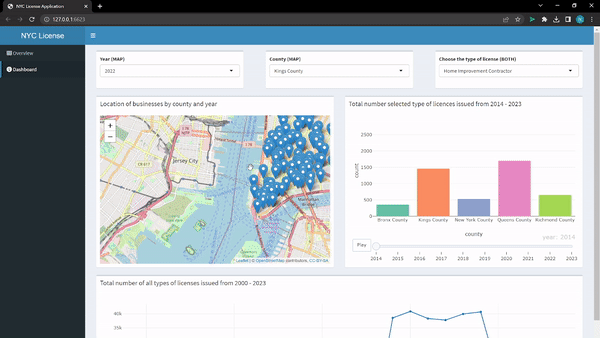 NYC License Application
127.0.0.1:6623
NYC License
Overview
Dashboard
Year (MAP)
2022
County (MAP)
Kings County
Choose the type of license (BOTH)
Home Improvement Contractor
Location of businesses by county and year
+
−
Jersey City
Manhattan
Leaflet | © OpenStreetMap contributors, CC-BY-SA
Total number selected type of licences issued from 2014 - 2023
count
2500
2000
1500
1000
500
0
Bronx County Kings County New York County Queens County Richmond County
county
year: 2014
Play
2014 2015 2016 2017 2018 2019 2020 2021 2022 2023
Total number of all types of licenses issued from 2000 - 2023
40k
35k